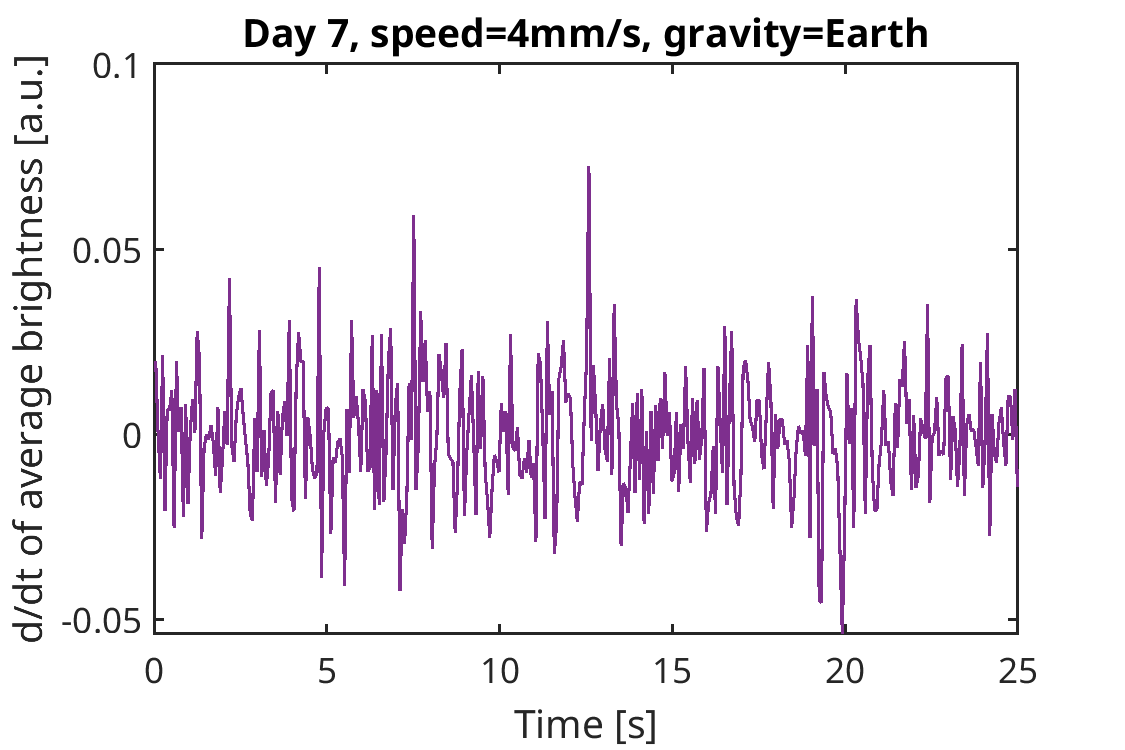 Day 7, speed=4mm/s, gravity=Earth
d/dt of average brightness [a.u.]
0.1
0.05
0
-0.05
0 5 10 15 20 25
Time [s]